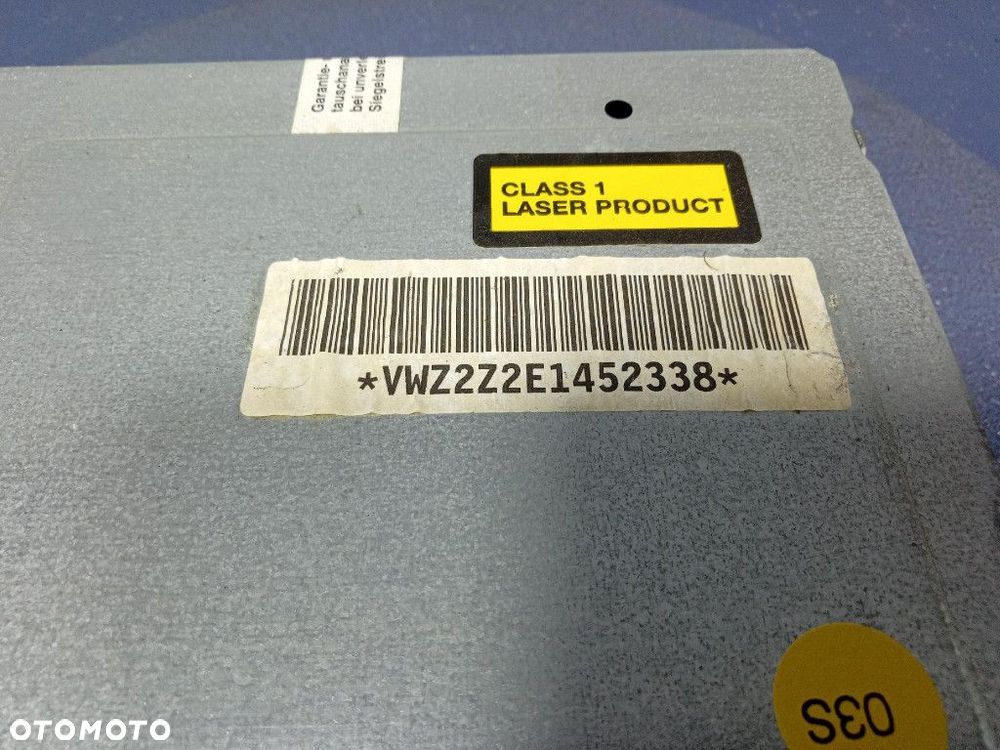 Garantie-
tauschana
bei unverl
Siegelstre
CLASS 1
LASER PRODUCT
*VWZ2Z2E1452338*
03S
OTOMOTO